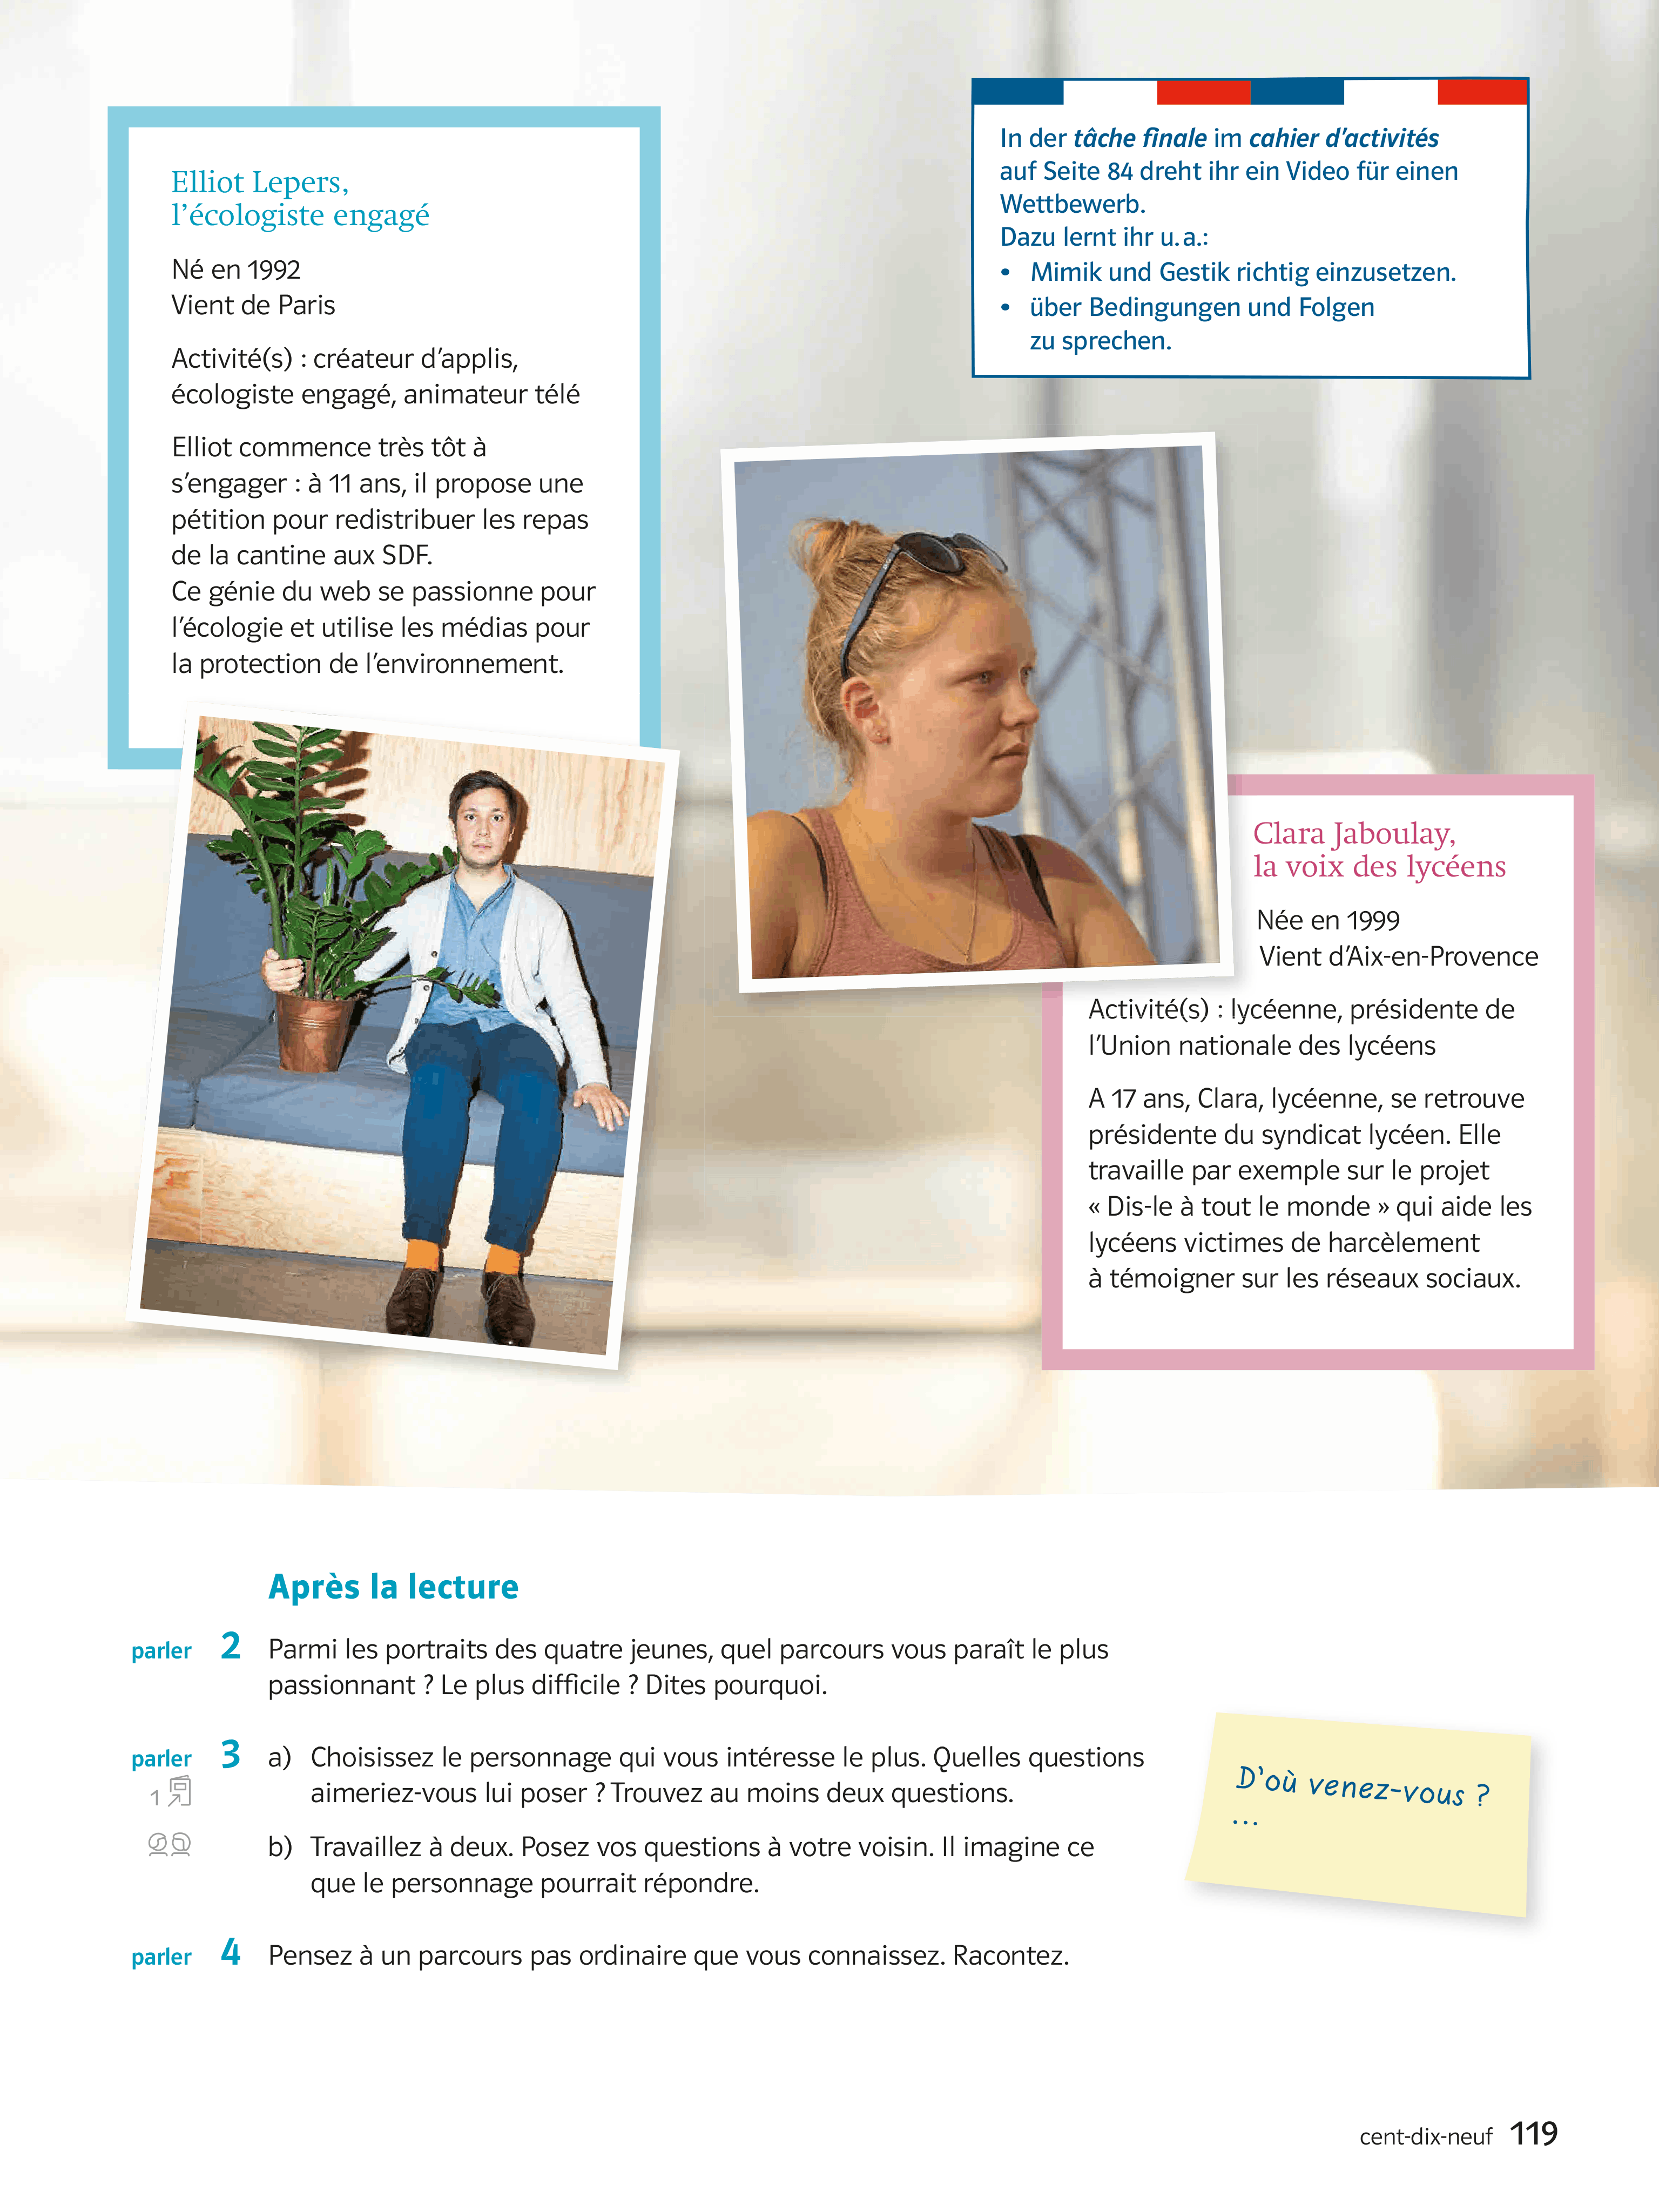 Elliot Lepers,
l'écologiste engagé
Né en 1992
Vient de Paris
Activité(s) : créateur d'applis,
écologiste engagé, animateur télé
Elliot commence très tôt à
s'engager : à 11 ans, il propose une
pétition pour redistribuer les repas
de la cantine aux SDF.
Ce génie du web se passionne pour
l'écologie et utilise les médias pour
la protection de l'environnement.
In der tâche finale im cahier d'activités
auf Seite 84 dreht ihr ein Video für einen
Wettbewerb.
Dazu lernt ihr u. a.:
• Mimik und Gestik richtig einzusetzen.
• über Bedingungen und Folgen
zu sprechen.
Clara Jaboulay,
la voix des lycéens
Née en 1999
Vient d'Aix-en-Provence
Activité(s) : lycéenne, présidente de
l'Union nationale des lycéens
A 17 ans, Clara, lycéenne, se retrouve
présidente du syndicat lycéen. Elle
travaille par exemple sur le projet
« Dis-le à tout le monde » qui aide les
lycéens victimes de harcèlement
à témoigner sur les réseaux sociaux.
Après la lecture
parler 2 Parmi les portraits des quatre jeunes, quel parcours vous paraît le plus
passionnant ? Le plus difficile ? Dites pourquoi.
parler 3 a) Choisissez le personnage qui vous intéresse le plus. Quelles questions
1 aimeriez-vous lui poser ? Trouvez au moins deux questions.
b) Travaillez à deux. Posez vos questions à votre voisin. Il imagine ce
que le personnage pourrait répondre.
D'où venez-vous ?
...
parler 4 Pensez à un parcours pas ordinaire que vous connaissez. Racontez.
cent-dix-neuf 119